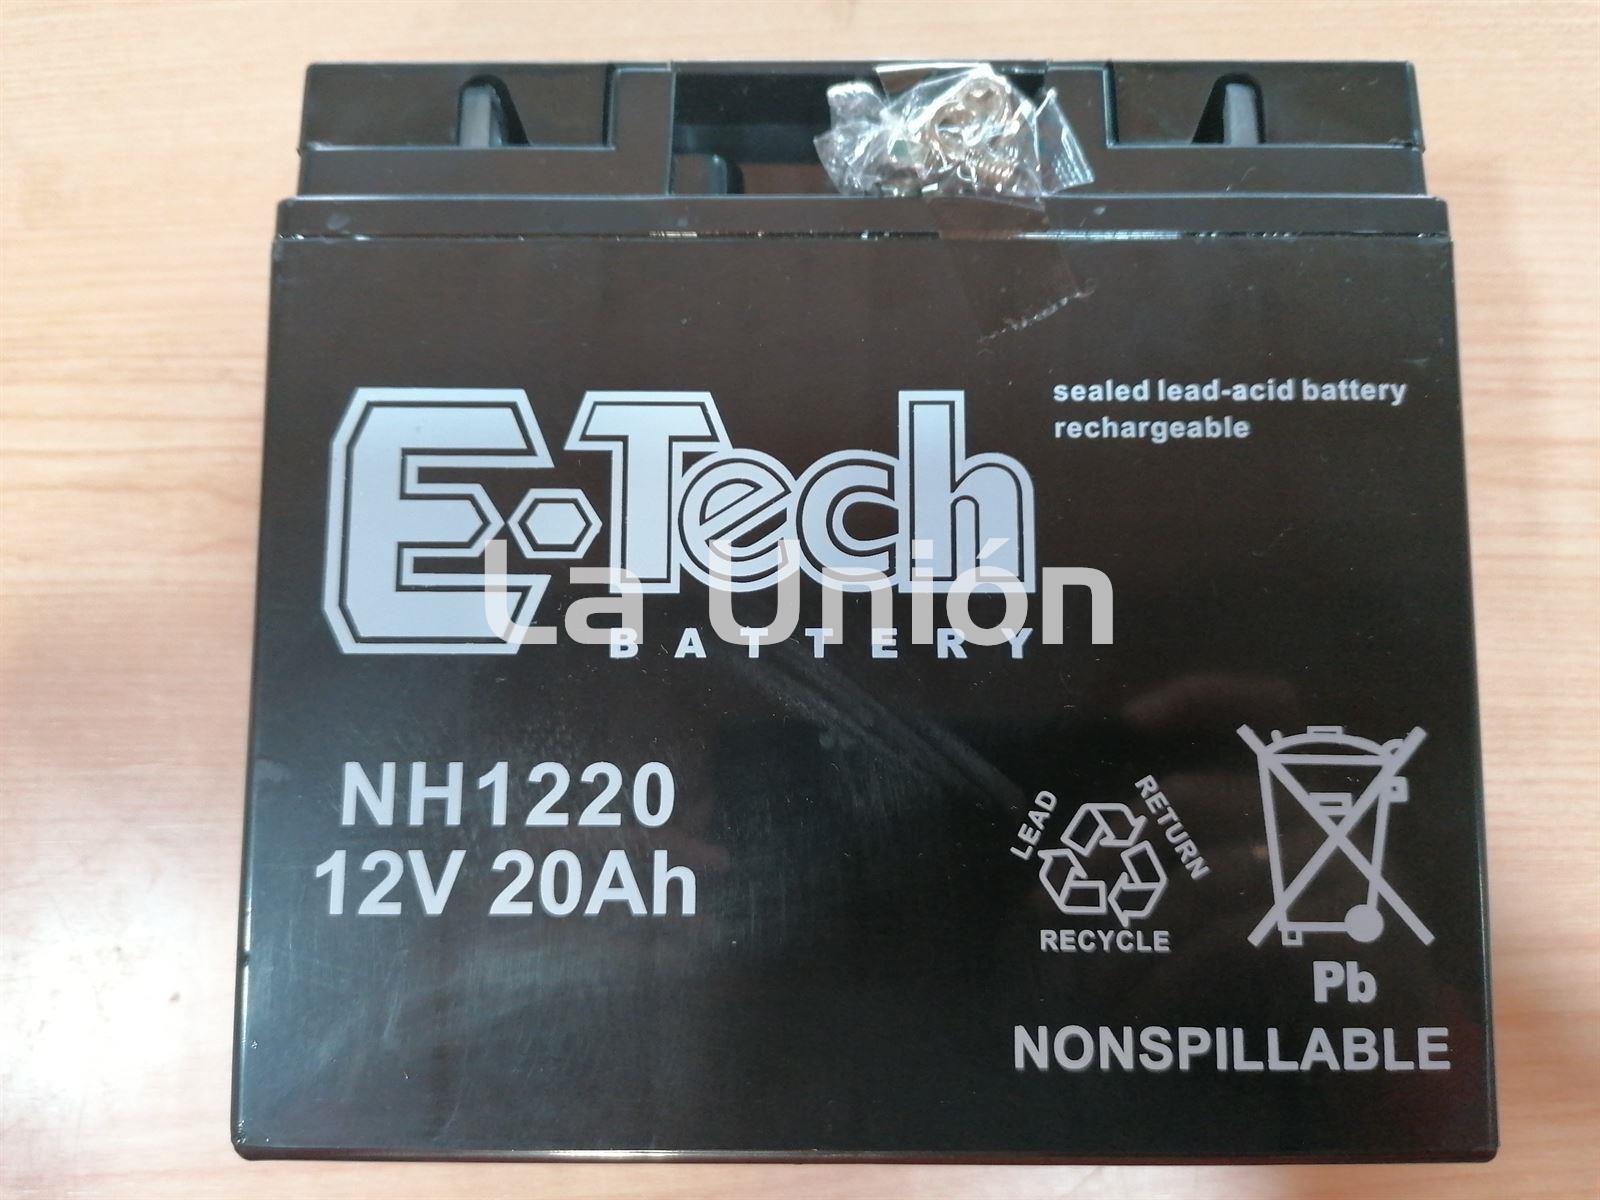 sealed lead-acid battery
rechargeable
E-Tech
La Unión
BATTERY
NH1220
12V 20Ah
LEAD RETURN
RECYCLE
Pb
NONSPILLABLE